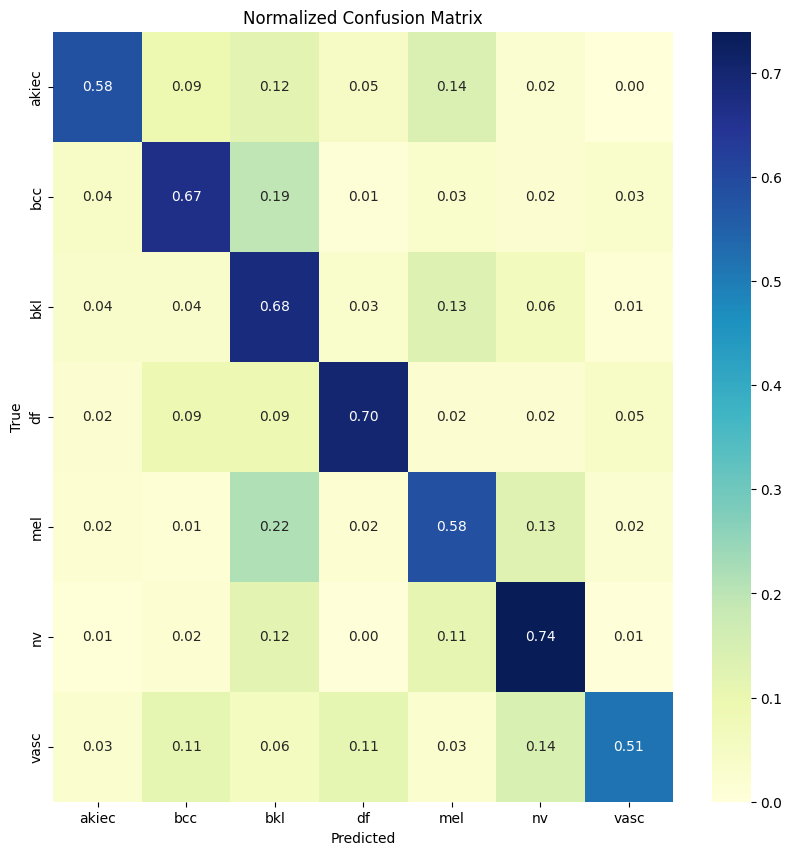 Normalized Confusion Matrix
akiec 0.58 0.09 0.12 0.05 0.14 0.02 0.00
bcc 0.04 0.67 0.19 0.01 0.03 0.02 0.03
bkl 0.04 0.04 0.68 0.03 0.13 0.06 0.01
df 0.02 0.09 0.09 0.70 0.02 0.02 0.05
mel 0.02 0.01 0.22 0.02 0.58 0.13 0.02
nv 0.01 0.02 0.12 0.00 0.11 0.74 0.01
vasc 0.03 0.11 0.06 0.11 0.03 0.14 0.51
True
akiec bcc bkl df mel nv vasc
Predicted
0.7
0.6
0.5
0.4
0.3
0.2
0.1
0.0